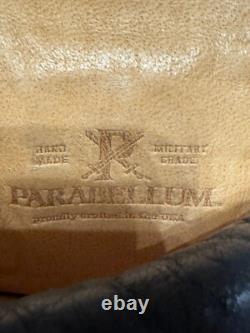 HAND MILITARY
MADE GRADE
PARABELLUM
proudly crafted in the USA